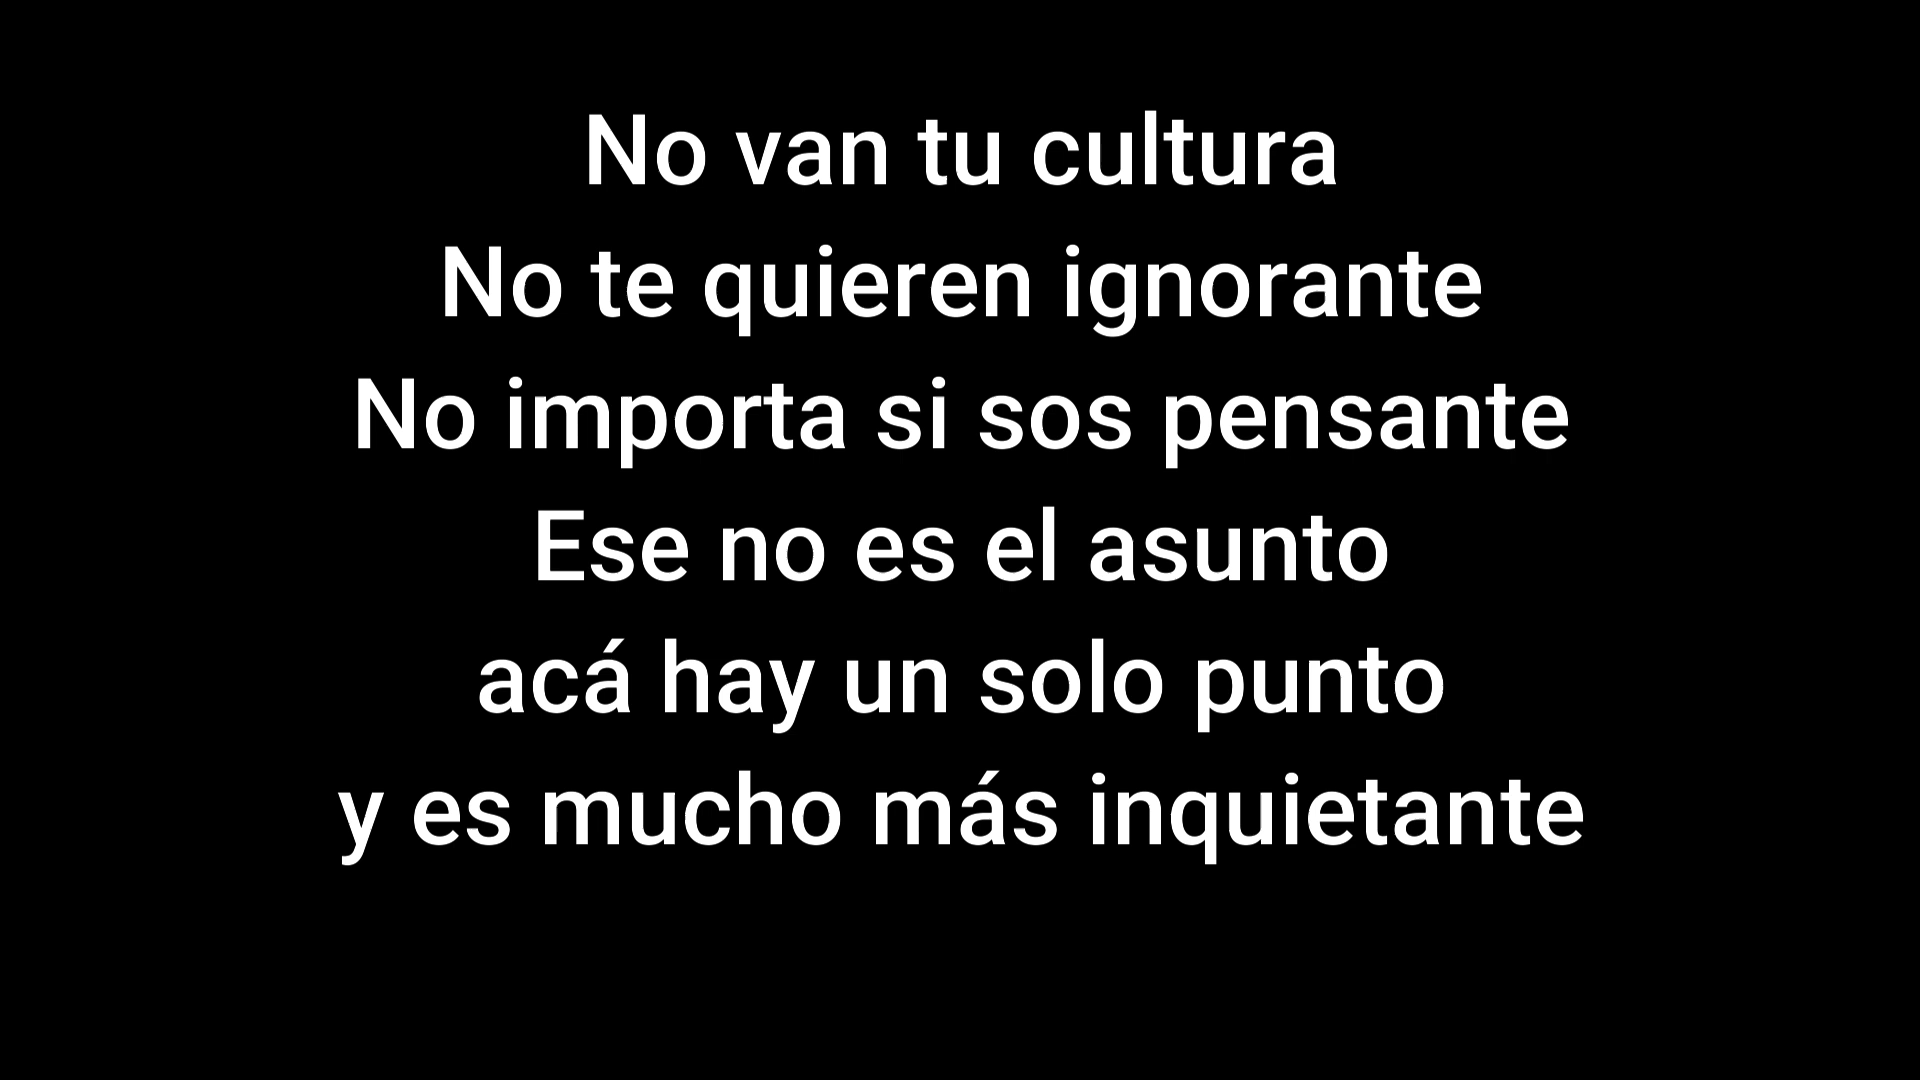 No van tu cultura
No te quieren ignorante
No importa si sos pensante
Ese no es el asunto
acá hay un solo punto
y es mucho más inquietante